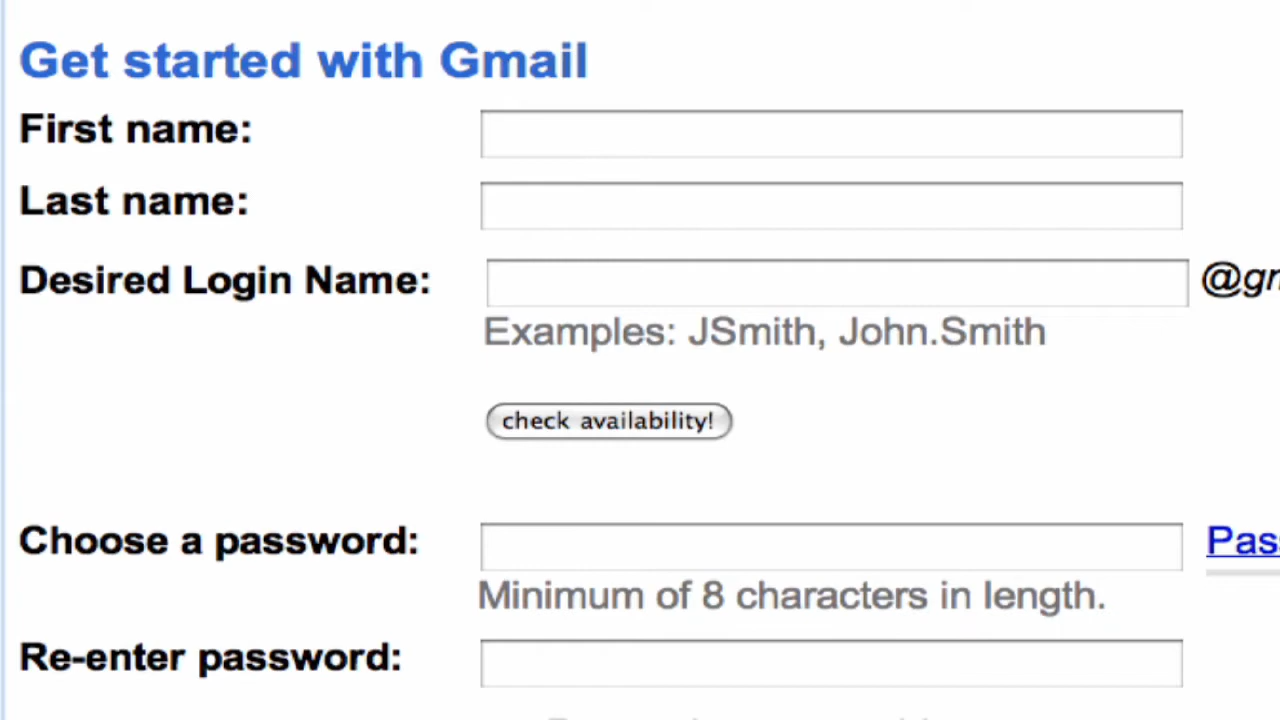 Get started with Gmail
First name:
Last name:
Desired Login Name: @gm
Examples: JSmith, John.Smith
check availability!
Choose a password: Pas
Minimum of 8 characters in length.
Re-enter password: